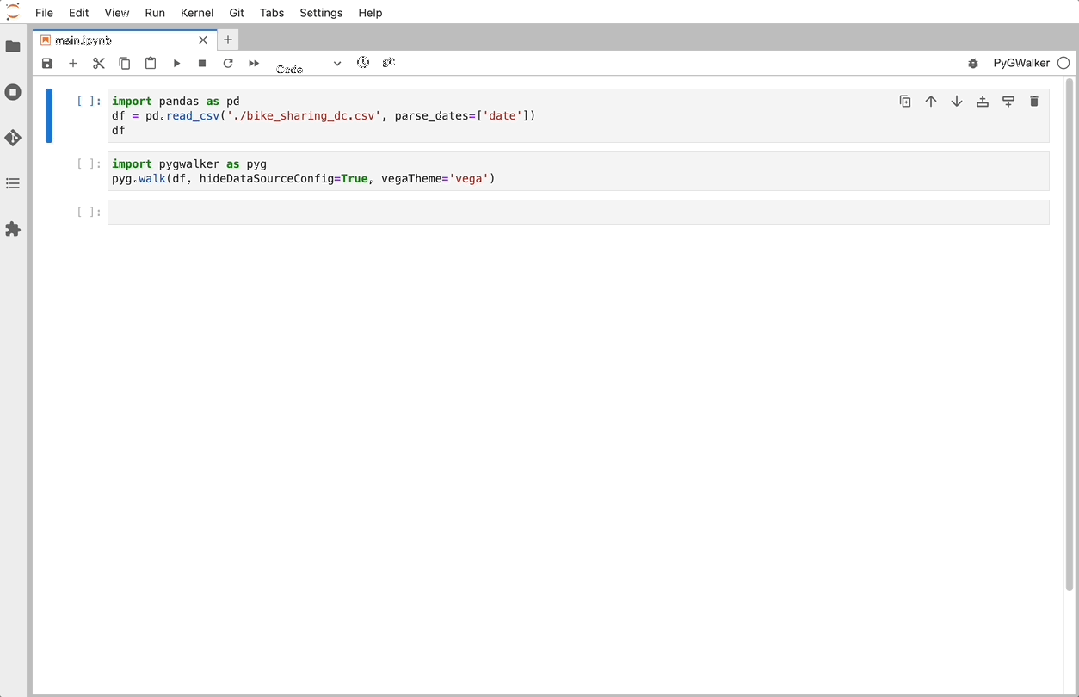 File Edit View Run Kernel Git Tabs Settings Help
main.ipynb
Code git PyGWalker
[ ]: import pandas as pd
df = pd.read_csv('./bike_sharing_dc.csv', parse_dates=['date'])
df
[ ]: import pygwalker as pyg
pyg.walk(df, hideDataSourceConfig=True, vegaTheme='vega')
[ ]: